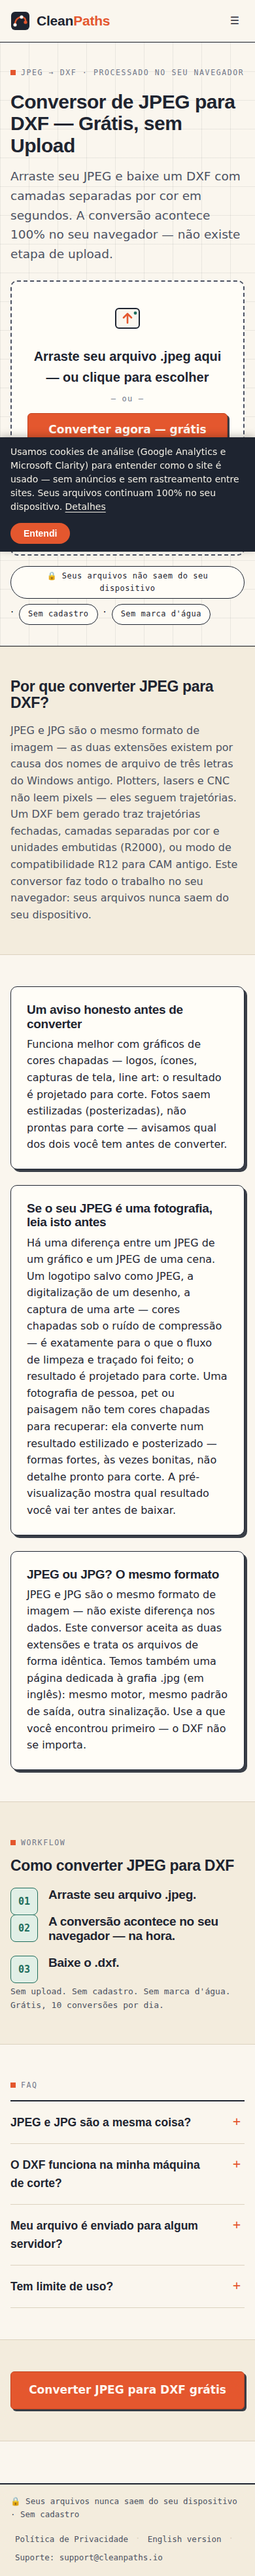 CleanPaths
☰
JPEG → DXF · PROCESSADO NO SEU NAVEGADOR
Conversor de JPEG para
DXF — Grátis, sem
Upload
Arraste seu JPEG e baixe um DXF com
camadas separadas por cor em
segundos. A conversão acontece
100% no seu navegador — não existe
etapa de upload.
Arraste seu arquivo .jpeg aqui
— ou clique para escolher
— ou —
Converter agora — grátis
Usamos cookies de análise (Google Analytics e
Microsoft Clarity) para entender como o site é
usado — sem anúncios e sem rastreamento entre
sites. Seus arquivos continuam 100% no seu
dispositivo. Detalhes
Entendi
🔒 Seus arquivos não saem do seu
dispositivo
· Sem cadastro · Sem marca d'água
Por que converter JPEG para
DXF?
JPEG e JPG são o mesmo formato de
imagem — as duas extensões existem por
causa dos nomes de arquivo de três letras
do Windows antigo. Plotters, lasers e CNC
não leem pixels — eles seguem trajetórias.
Um DXF bem gerado traz trajetórias
fechadas, camadas separadas por cor e
unidades embutidas (R2000), ou modo de
compatibilidade R12 para CAM antigo. Este
conversor faz todo o trabalho no seu
navegador: seus arquivos nunca saem do
seu dispositivo.
Um aviso honesto antes de
converter
Funciona melhor com gráficos de
cores chapadas — logos, ícones,
capturas de tela, line art: o resultado
é projetado para corte. Fotos saem
estilizadas (posterizadas), não
prontas para corte — avisamos qual
dos dois você tem antes de converter.
Se o seu JPEG é uma fotografia,
leia isto antes
Há uma diferença entre um JPEG de
um gráfico e um JPEG de uma cena.
Um logotipo salvo como JPEG, a
digitalização de um desenho, a
captura de uma arte — cores
chapadas sob o ruído de compressão
— é exatamente para o que o fluxo
de limpeza e traçado foi feito; o
resultado é projetado para corte. Uma
fotografia de pessoa, pet ou
paisagem não tem cores chapadas
para recuperar: ela converte num
resultado estilizado e posterizado —
formas fortes, às vezes bonitas, não
detalhe pronto para corte. A pré-
visualização mostra qual resultado
você vai ter antes de baixar.
JPEG ou JPG? O mesmo formato
JPEG e JPG são o mesmo formato de
imagem — não existe diferença nos
dados. Este conversor aceita as duas
extensões e trata os arquivos de
forma idêntica. Temos também uma
página dedicada à grafia .jpg (em
inglês): mesmo motor, mesmo padrão
de saída, outra sinalização. Use a que
você encontrou primeiro — o DXF não
se importa.
WORKFLOW
Como converter JPEG para DXF
01
Arraste seu arquivo .jpeg.
02
A conversão acontece no seu
navegador — na hora.
03
Baixe o .dxf.
Sem upload. Sem cadastro. Sem marca d'água.
Grátis, 10 conversões por dia.
FAQ
JPEG e JPG são a mesma coisa? +
O DXF funciona na minha máquina +
de corte?
Meu arquivo é enviado para algum +
servidor?
Tem limite de uso? +
Converter JPEG para DXF grátis
🔒 Seus arquivos nunca saem do seu dispositivo
· Sem cadastro
Política de Privacidade · English version ·
Suporte: support@cleanpaths.io